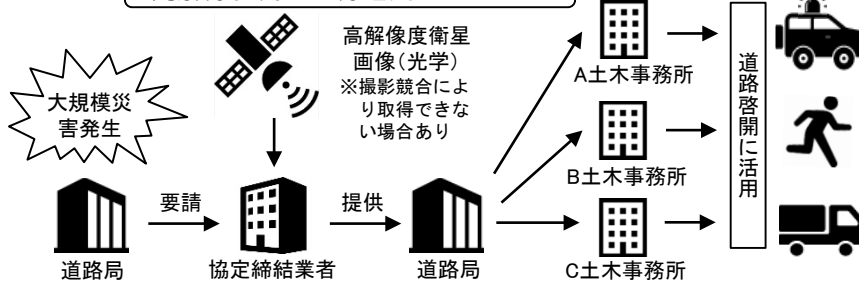 高解像度衛星
画像(光学)
※撮影競合によ
り取得できな
い場合あり
大規模災
害発生
要請
提供
道路局
協定締結業者
道路局
A土木事務所
B土木事務所
C土木事務所
道路啓開に活用